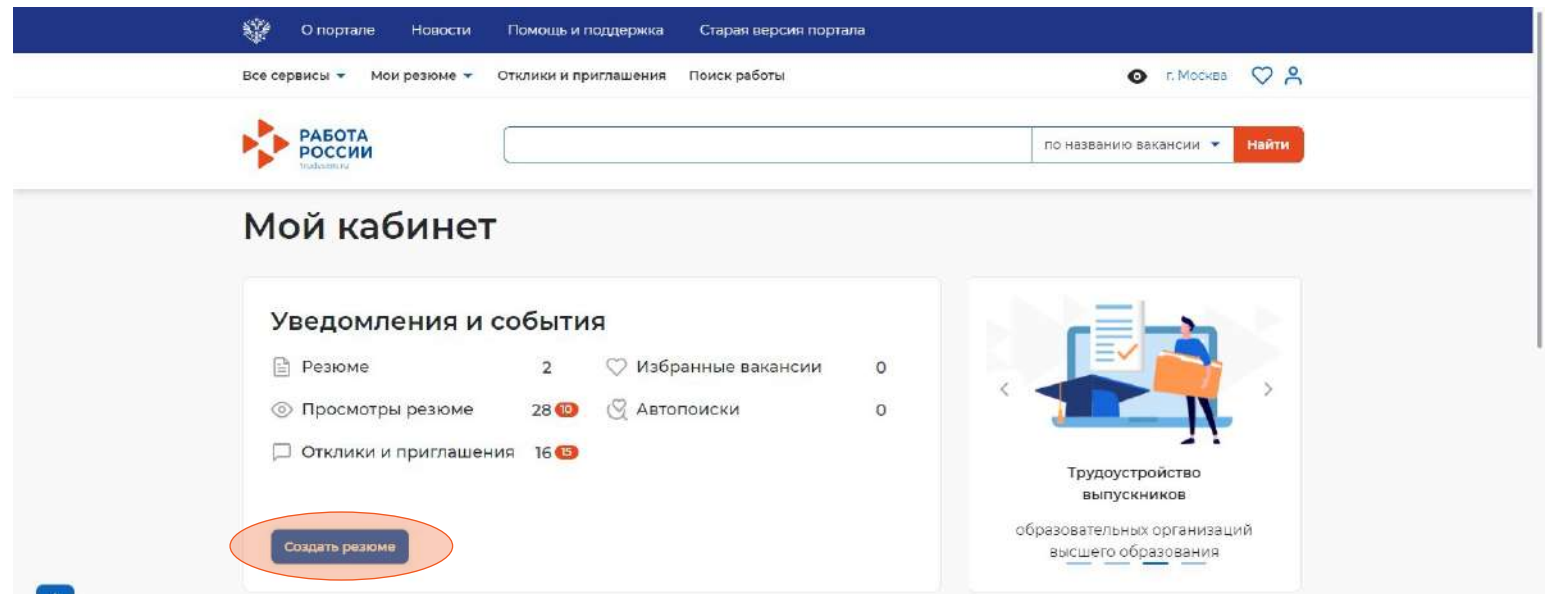 О портале Новости Помощь и поддержка Старая версия портала
Все сервисы Мои резюме Отклики и приглашения Поиск работы г. Москва
РАБОТА
РОССИИ
trudvsem.ru
по названию вакансии Найти
Мой кабинет
Уведомления и события
Резюме 2 Избранные вакансии 0
Просмотры резюме 28 10 Автопоиски 0
Отклики и приглашения 16 15
Создать резюме
Трудоустройство
выпускников
образовательных организаций
высшего образования